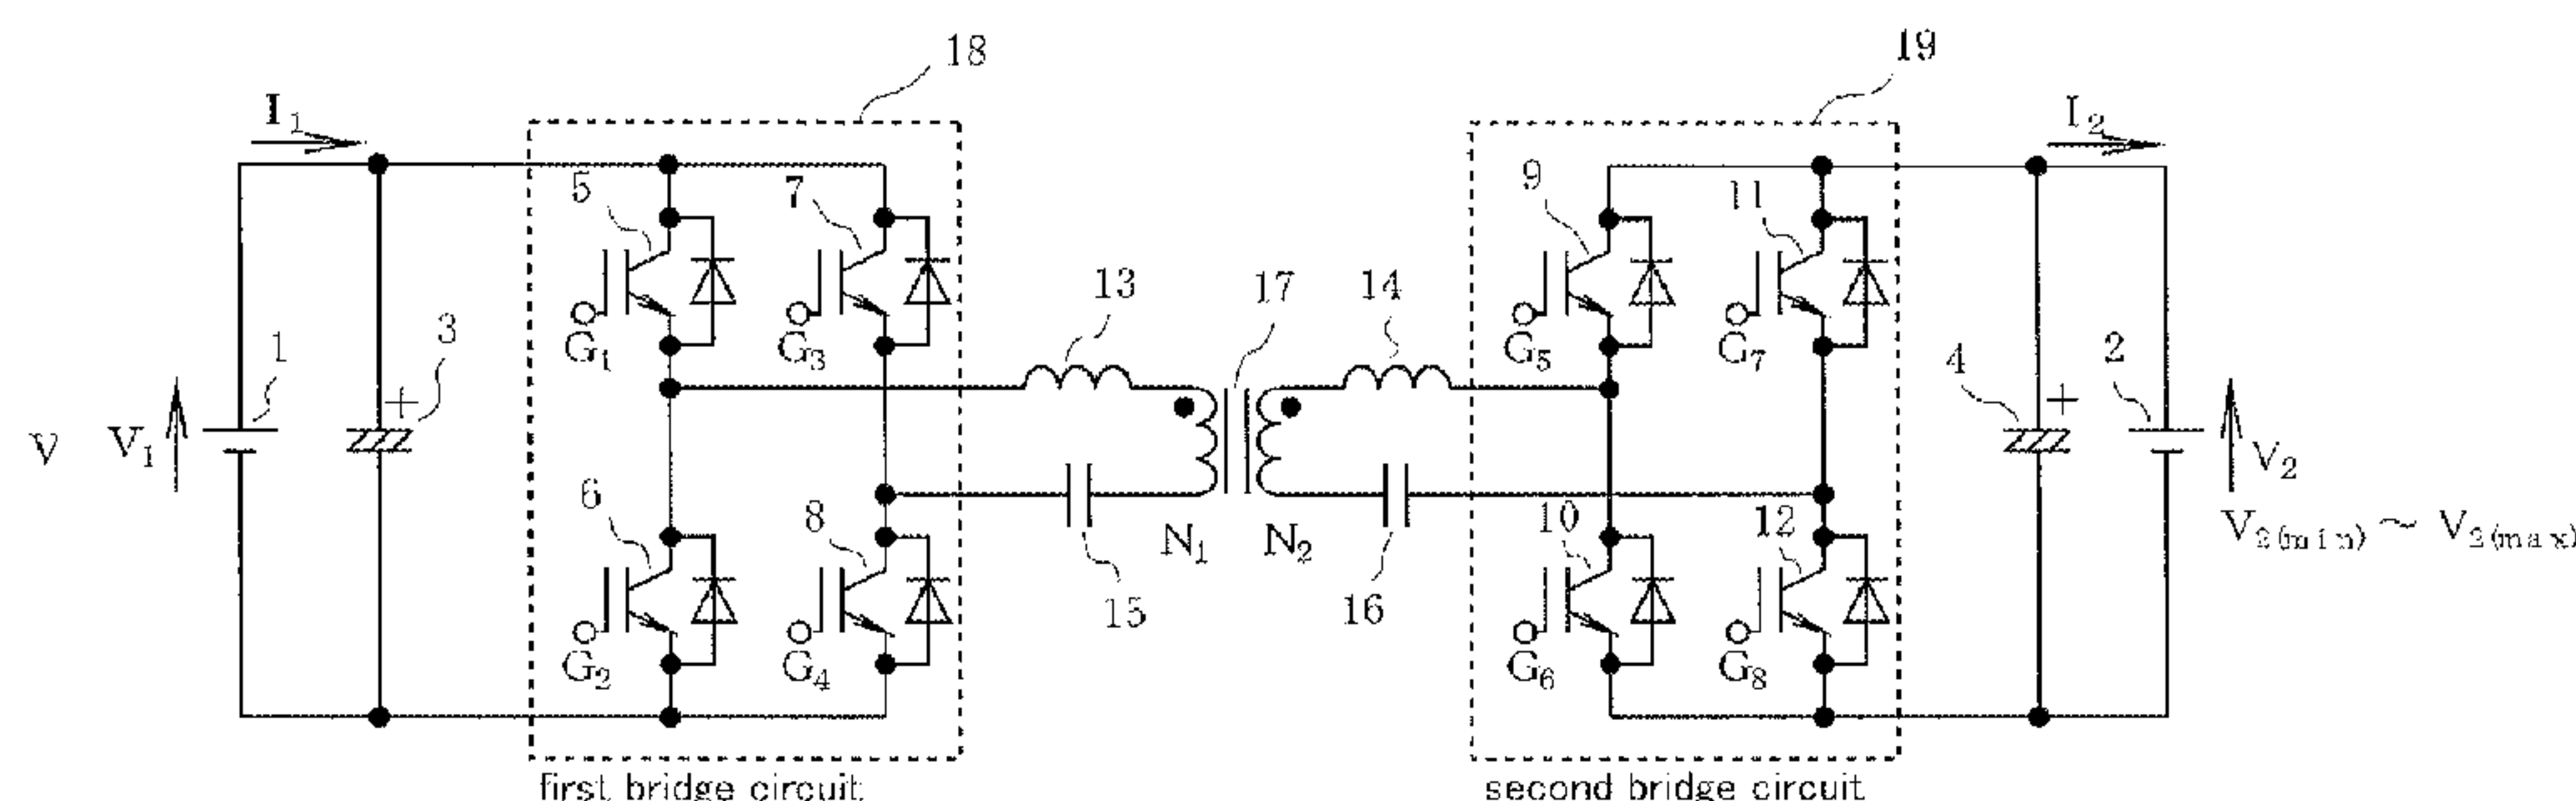 18
19
I₁
I₂
5
7
9
11
13
17
14
G₁
G₃
G₅
G₇
1
3
4
2
+
+
V
V₁
V₂
V₂(min) ~ V₂(max)
6
8
10
12
N₁
N₂
15
16
G₂
G₄
G₆
G₈
first bridge circuit
second bridge circuit